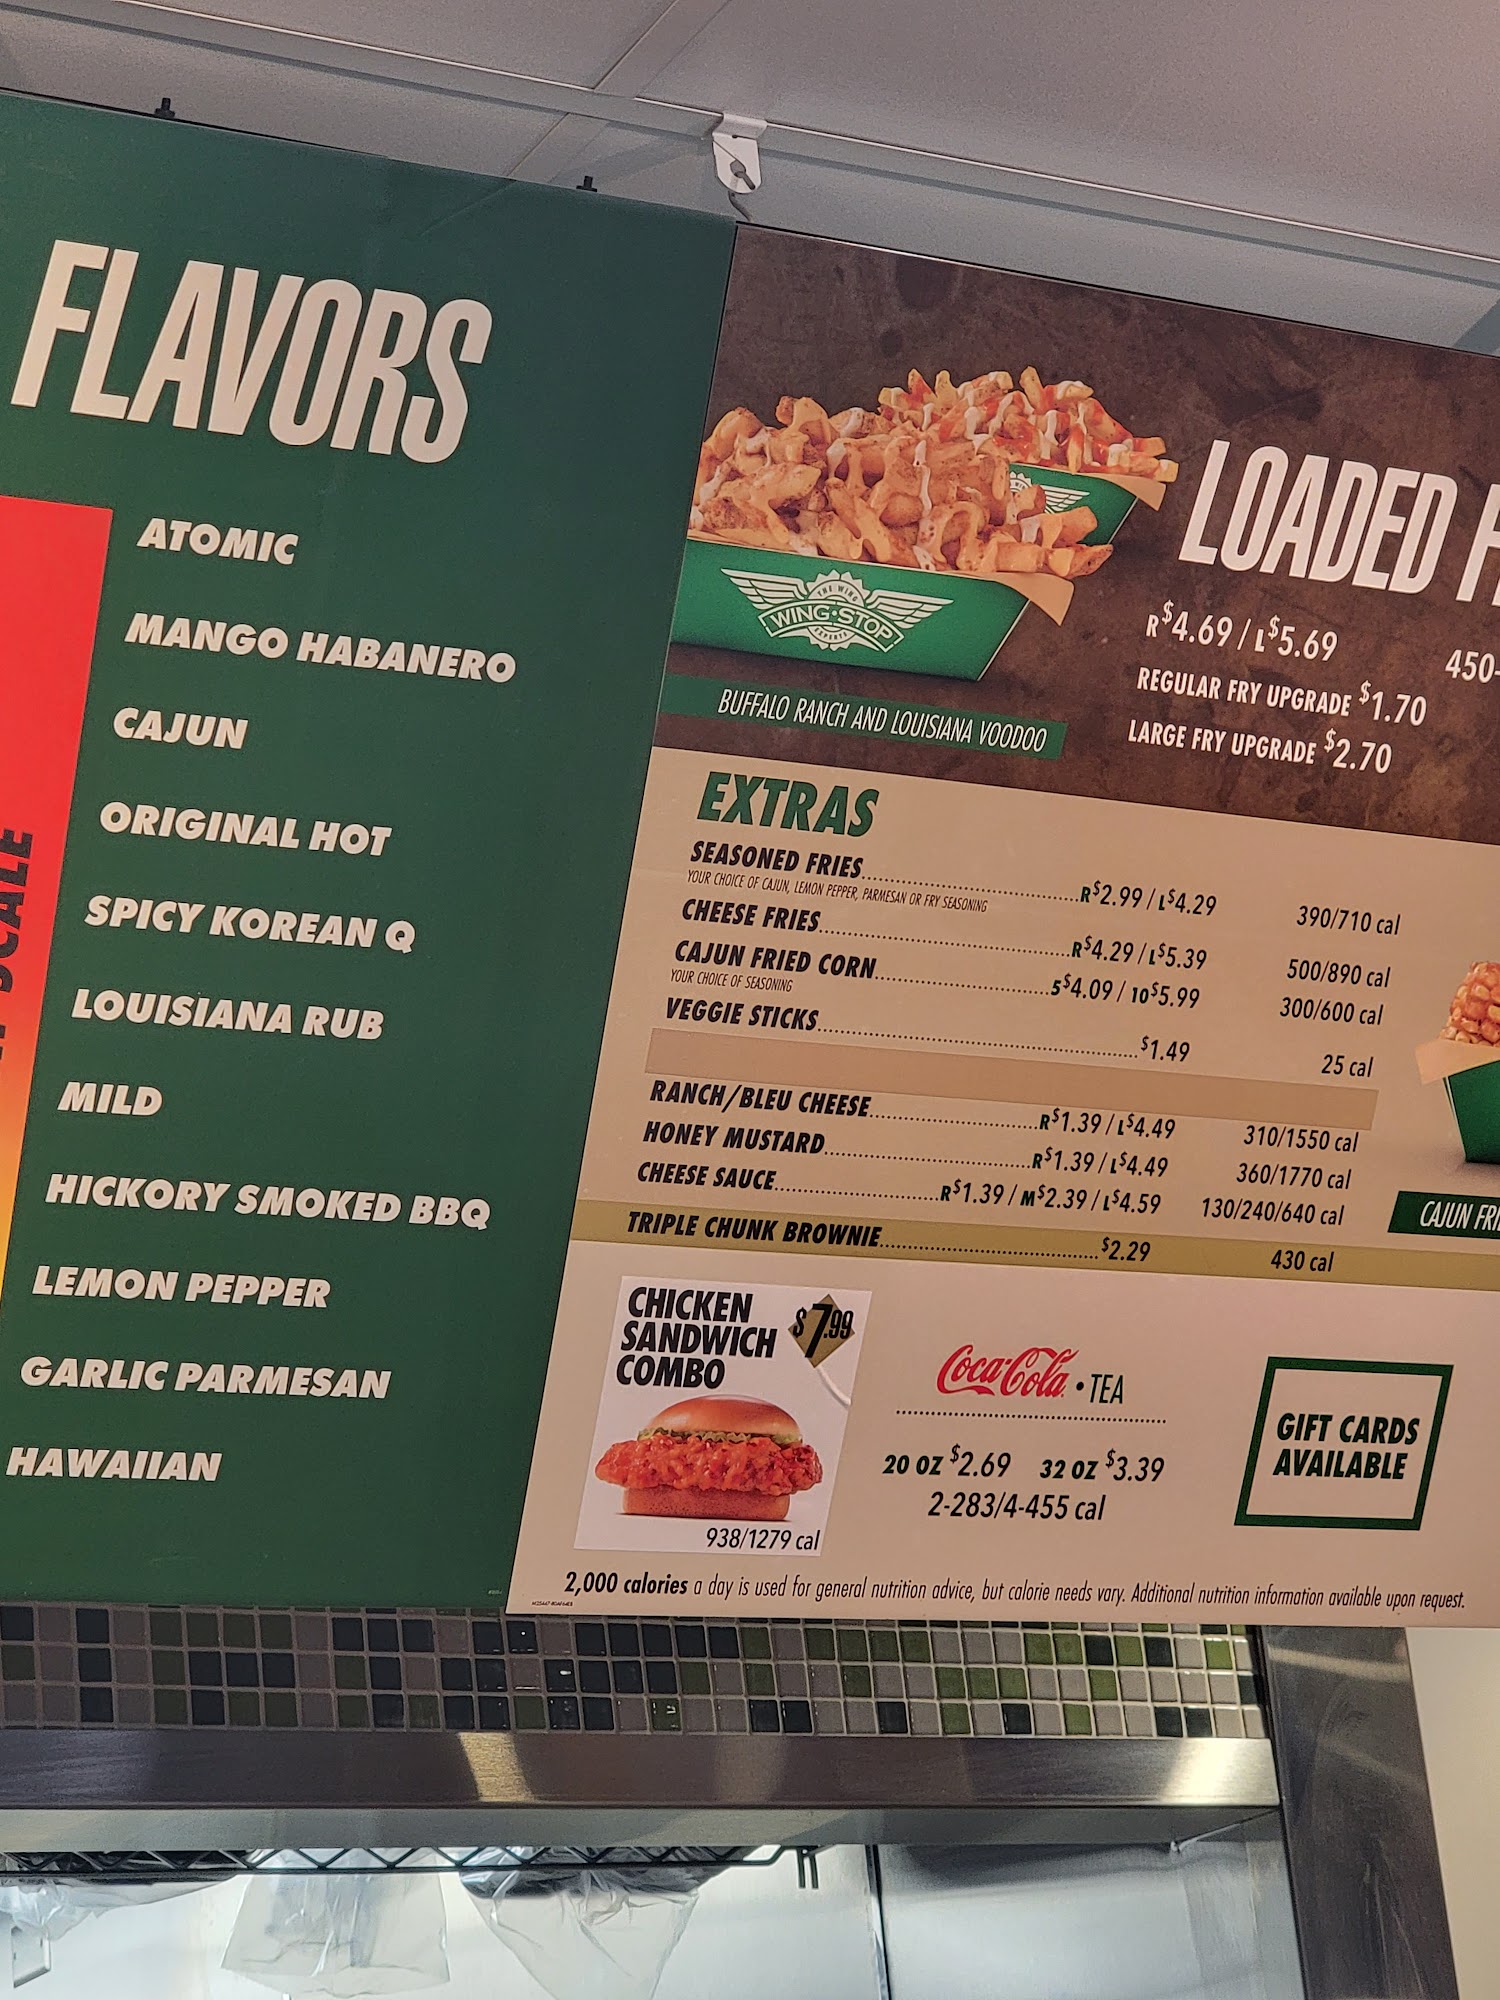 FLAVORS
SCALE
ATOMIC
MANGO HABANERO
CAJUN
ORIGINAL HOT
SPICY KOREAN Q
LOUISIANA RUB
MILD
HICKORY SMOKED BBQ
LEMON PEPPER
GARLIC PARMESAN
HAWAIIAN
THE WING
WING·STOP
EXPERTS
BUFFALO RANCH AND LOUISIANA VOODOO
LOADED
R$4.69 / L$5.69 450-
REGULAR FRY UPGRADE $1.70
LARGE FRY UPGRADE $2.70
EXTRAS
SEASONED FRIES R$2.99 / L$4.29 390/710 cal
YOUR CHOICE OF CAJUN, LEMON PEPPER, PARMESAN OR FRY SEASONING
CHEESE FRIES R$4.29 / L$5.39 500/890 cal
CAJUN FRIED CORN 5$4.09 / 10$5.99 300/600 cal
YOUR CHOICE OF SEASONING
VEGGIE STICKS $1.49 25 cal
RANCH/BLEU CHEESE R$1.39 / L$4.49 310/1550 cal
HONEY MUSTARD R$1.39 / L$4.49 360/1770 cal
CHEESE SAUCE R$1.39 / M$2.39 / L$4.59 130/240/640 cal
TRIPLE CHUNK BROWNIE $2.29 430 cal
CAJUN FRI
CHICKEN
SANDWICH
COMBO
$7.99
938/1279 cal
Coca-Cola • TEA
20 OZ $2.69 32 OZ $3.39
2-283/4-455 cal
GIFT CARDS
AVAILABLE
2,000 calories a day is used for general nutrition advice, but calorie needs vary. Additional nutrition information available upon request.